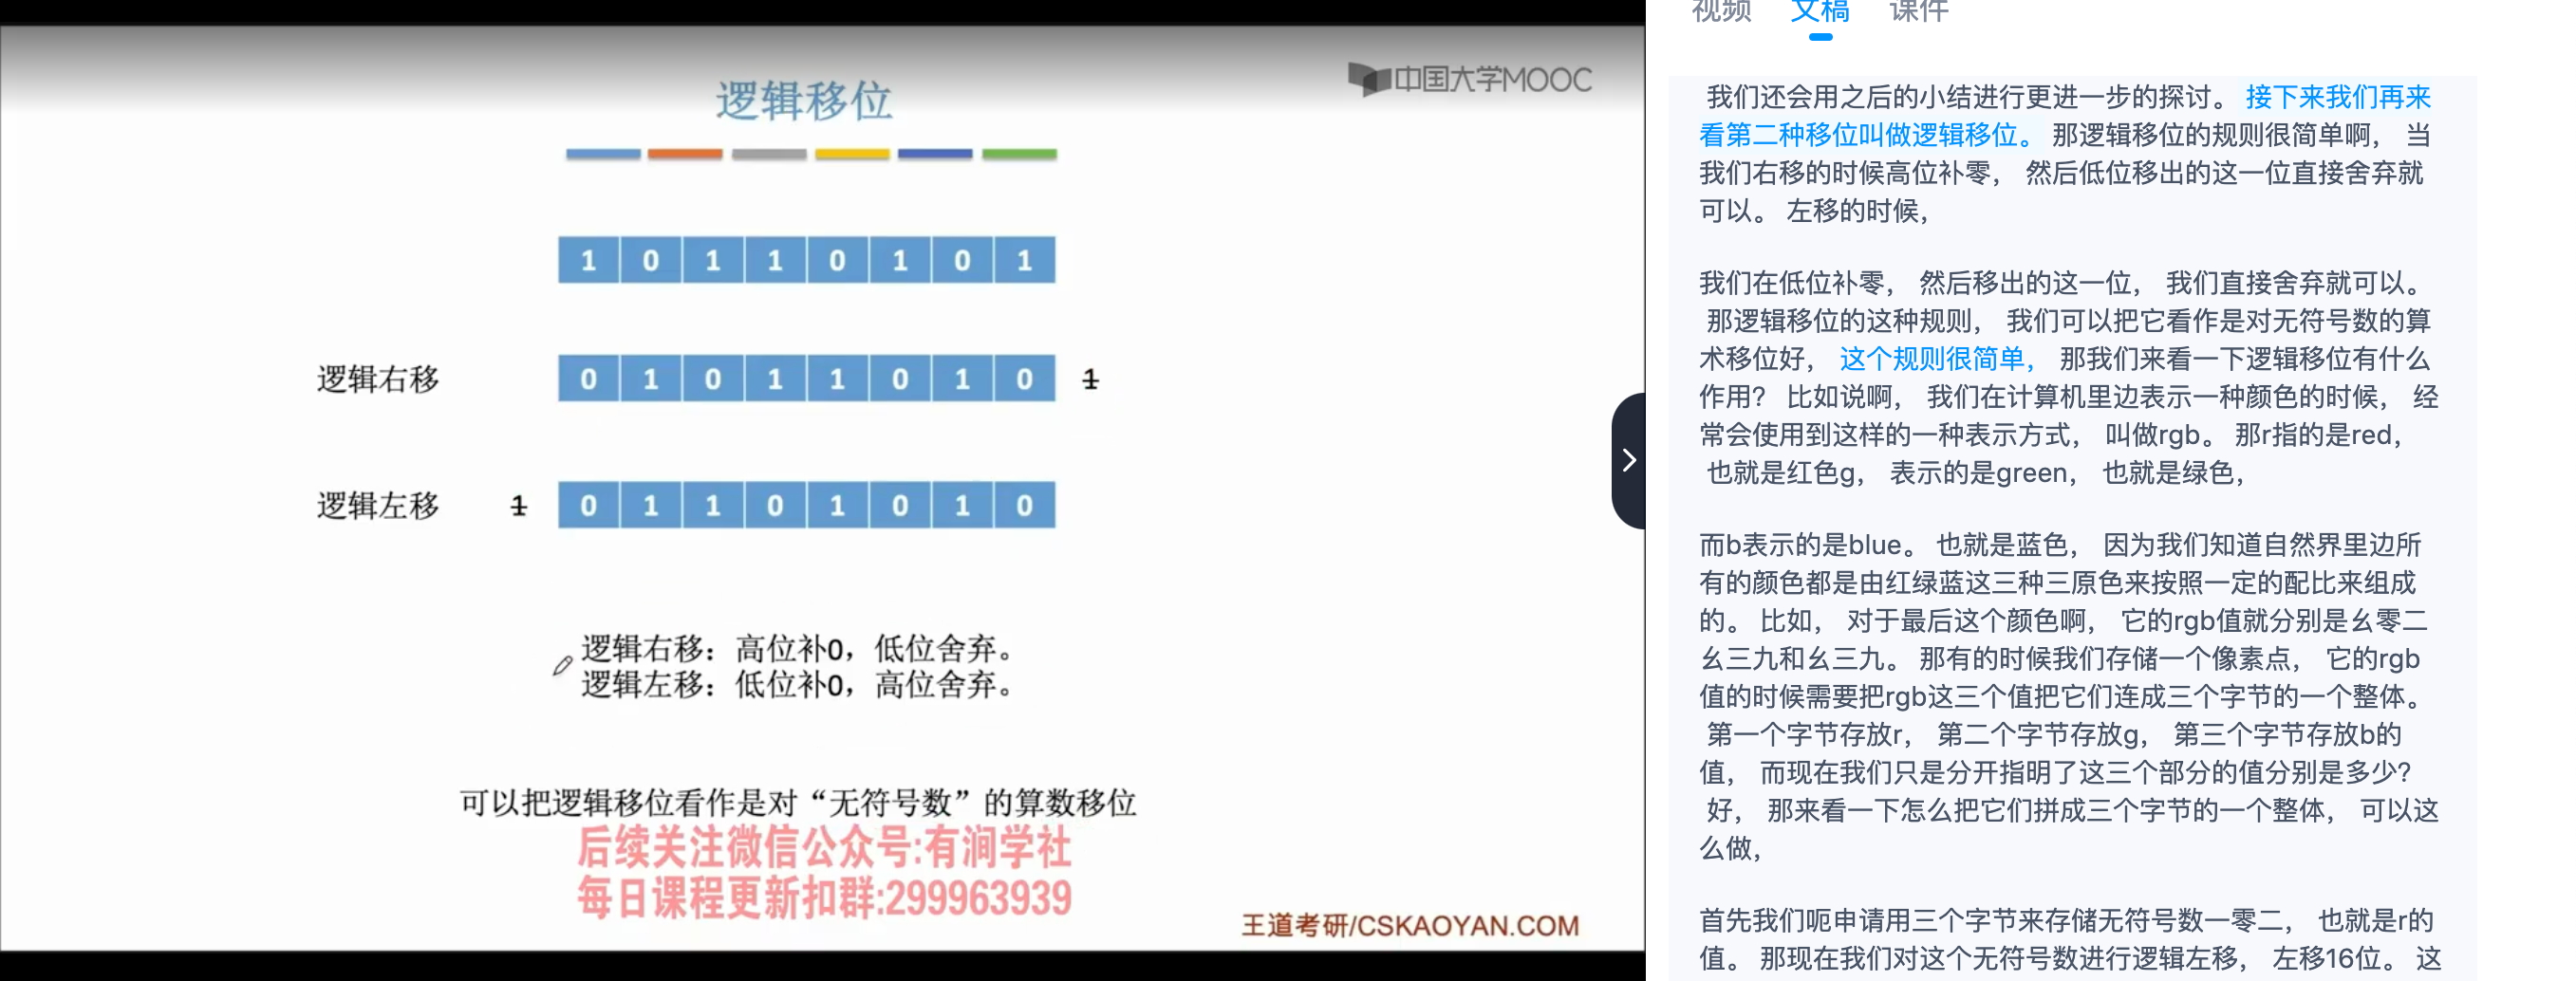 逻辑移位
中国大学MOOC
1 0 1 1 0 1 0 1
逻辑右移 0 1 0 1 1 0 1 0 1
逻辑左移 1 0 1 1 0 1 0 1 0
逻辑右移：高位补0，低位舍弃。
逻辑左移：低位补0，高位舍弃。
可以把逻辑移位看作是对“无符号数”的算数移位
后续关注微信公众号:有涧学社
每日课程更新扣群:299963939
王道考研/CSKAOYAN.COM
视频 文稿 课件
我们还会用之后的小结进行更进一步的探讨。 接下来我们再来
看第二种移位叫做逻辑移位。 那逻辑移位的规则很简单啊， 当
我们右移的时候高位补零， 然后低位移出的这一位直接舍弃就
可以。 左移的时候，
我们在低位补零， 然后移出的这一位， 我们直接舍弃就可以。
那逻辑移位的这种规则， 我们可以把它看作是对无符号数的算
术移位好， 这个规则很简单， 那我们来看一下逻辑移位有什么
作用？ 比如说啊， 我们在计算机里边表示一种颜色的时候， 经
常会使用到这样的一种表示方式， 叫做rgb。 那r指的是red，
也就是红色g， 表示的是green， 也就是绿色，
而b表示的是blue。 也就是蓝色， 因为我们知道自然界里边所
有的颜色都是由红绿蓝这三种三原色来按照一定的配比来组成
的。 比如， 对于最后这个颜色啊， 它的rgb值就分别是幺零二
幺三九和幺三九。 那有的时候我们存储一个像素点， 它的rgb
值的时候需要把rgb这三个值把它们连成三个字节的一个整体。
第一个字节存放r， 第二个字节存放g， 第三个字节存放b的
值， 而现在我们只是分开指明了这三个部分的值分别是多少？
好， 那来看一下怎么把它们拼成三个字节的一个整体， 可以这
么做，
首先我们呃申请用三个字节来存储无符号数一零二， 也就是r的
值。 那现在我们对这个无符号数进行逻辑左移， 左移16位。 这